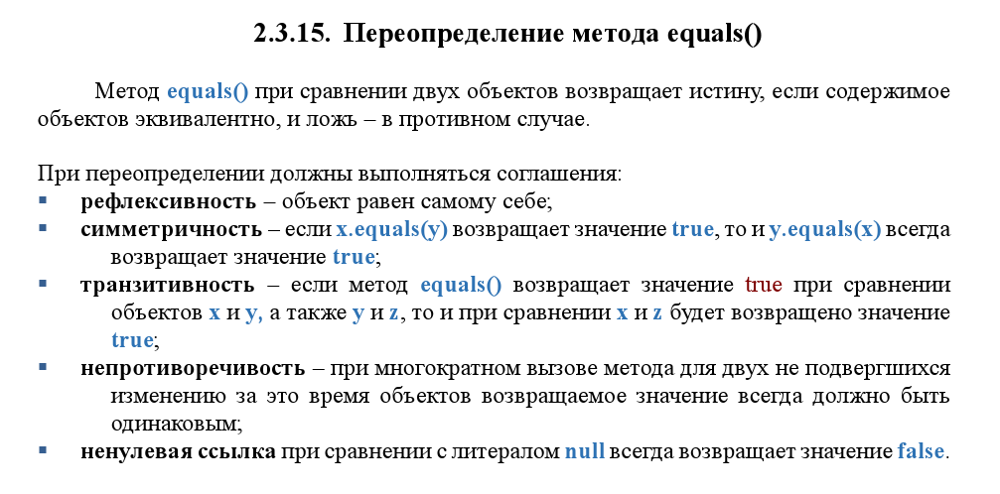 2.3.15. Переопределение метода equals()
Метод equals() при сравнении двух объектов возвращает истину, если содержимое
объектов эквивалентно, и ложь – в противном случае.
При переопределении должны выполняться соглашения:
▪ рефлексивность – объект равен самому себе;
▪ симметричность – если x.equals(y) возвращает значение true, то и y.equals(x) всегда
возвращает значение true;
▪ транзитивность – если метод equals() возвращает значение true при сравнении
объектов x и y, а также y и z, то и при сравнении x и z будет возвращено значение
true;
▪ непротиворечивость – при многократном вызове метода для двух не подвергшихся
изменению за это время объектов возвращаемое значение всегда должно быть
одинаковым;
▪ ненулевая ссылка при сравнении с литералом null всегда возвращает значение false.